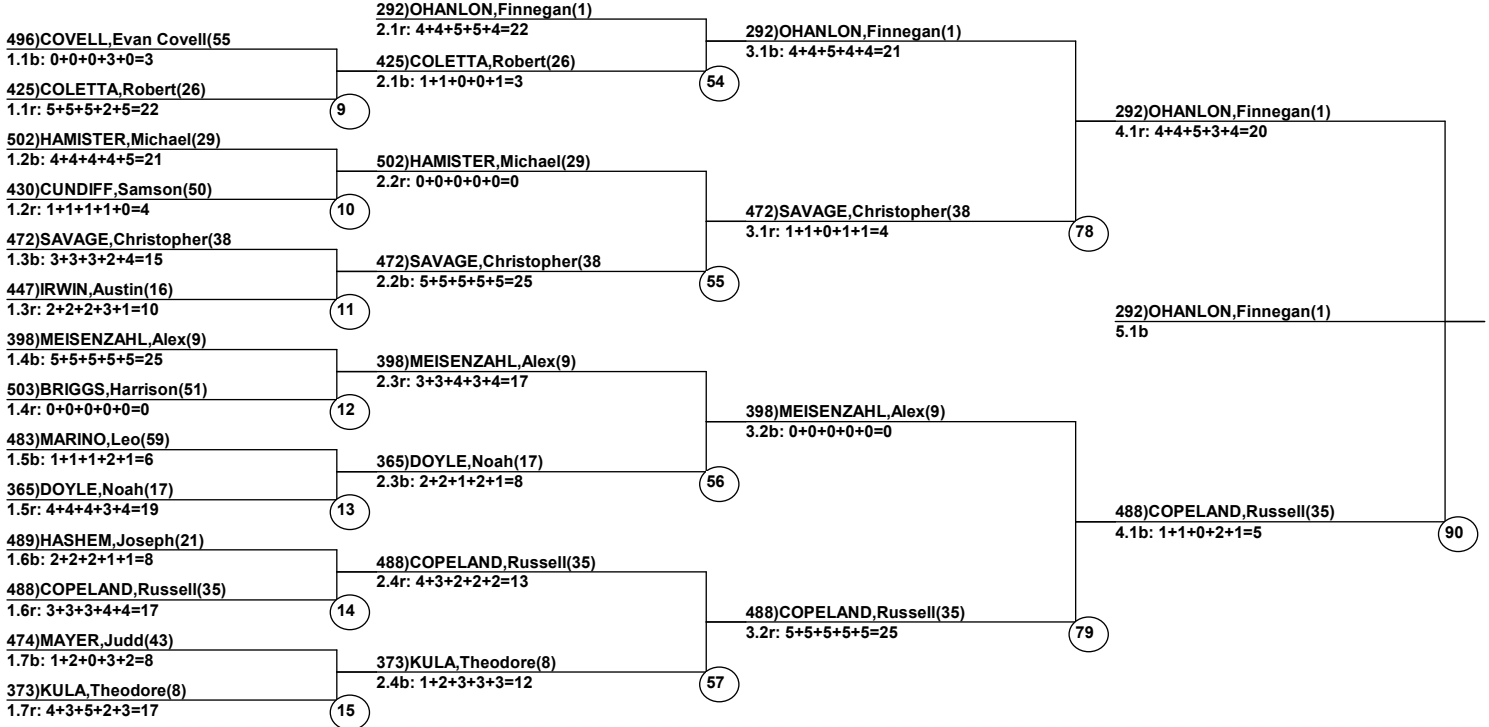 496)COVELL,Evan Covell(55
1.1b: 0+0+0+3+0=3
425)COLETTA,Robert(26)
1.1r: 5+5+5+2+5=22
9
502)HAMISTER,Michael(29)
1.2b: 4+4+4+4+5=21
430)CUNDIFF,Samson(50)
1.2r: 1+1+1+1+0=4
10
472)SAVAGE,Christopher(38
1.3b: 3+3+3+2+4=15
447)IRWIN,Austin(16)
1.3r: 2+2+2+3+1=10
11
398)MEISENZAHL,Alex(9)
1.4b: 5+5+5+5+5=25
503)BRIGGS,Harrison(51)
1.4r: 0+0+0+0+0=0
12
483)MARINO,Leo(59)
1.5b: 1+1+1+2+1=6
365)DOYLE,Noah(17)
1.5r: 4+4+4+3+4=19
13
489)HASHEM,Joseph(21)
1.6b: 2+2+2+1+1=8
488)COPELAND,Russell(35)
1.6r: 3+3+3+4+4=17
14
474)MAYER,Judd(43)
1.7b: 1+2+0+3+2=8
373)KULA,Theodore(8)
1.7r: 4+3+5+2+3=17
15
292)OHANLON,Finnegan(1)
2.1r: 4+4+5+5+4=22
425)COLETTA,Robert(26)
2.1b: 1+1+0+0+1=3
54
502)HAMISTER,Michael(29)
2.2r: 0+0+0+0+0=0
472)SAVAGE,Christopher(38
2.2b: 5+5+5+5+5=25
55
398)MEISENZAHL,Alex(9)
2.3r: 3+3+4+3+4=17
365)DOYLE,Noah(17)
2.3b: 2+2+1+2+1=8
56
488)COPELAND,Russell(35)
2.4r: 4+3+2+2+2=13
373)KULA,Theodore(8)
2.4b: 1+2+3+3+3=12
57
292)OHANLON,Finnegan(1)
3.1b: 4+4+5+4+4=21
472)SAVAGE,Christopher(38
3.1r: 1+1+0+1+1=4
78
398)MEISENZAHL,Alex(9)
3.2b: 0+0+0+0+0=0
488)COPELAND,Russell(35)
3.2r: 5+5+5+5+5=25
79
292)OHANLON,Finnegan(1)
4.1r: 4+4+5+3+4=20
488)COPELAND,Russell(35)
4.1b: 1+1+0+2+1=5
90
292)OHANLON,Finnegan(1)
5.1b